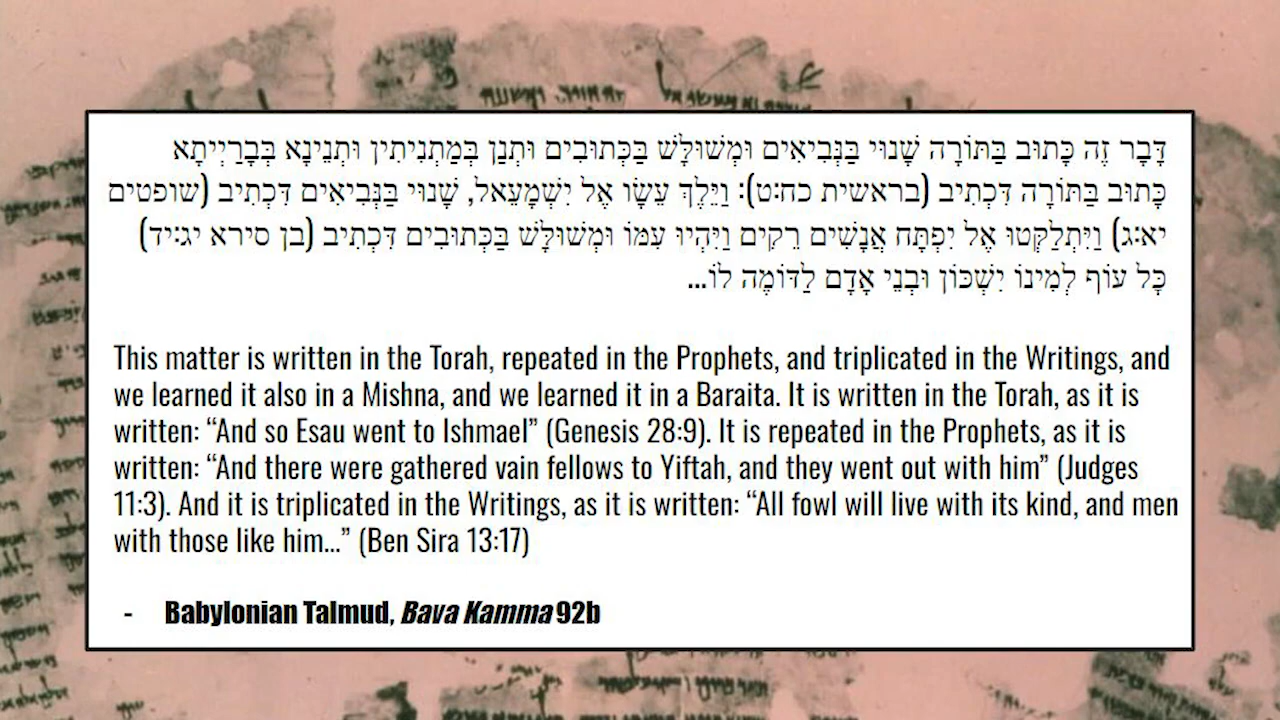 דָּבָר זֶה כָּתוּב בַּתּוֹרָה שָׁנוּי בַּנְּבִיאִים וּמְשׁוּלָּשׁ בַּכְּתוּבִים וּתְנַן בְּמַתְנִיתִין וּתְנֵינָא בְּבָרַיְיתָא
כָּתוּב בַּתּוֹרָה דִּכְתִיב (בראשית כח:ט): וַיֵּלֶךְ עֵשָׂו אֶל יִשְׁמָעֵאל, שָׁנוּי בַּנְּבִיאִים דִּכְתִיב (שופטים
יא:ג) וַיִּתְלַקְּטוּ אֶל יִפְתָּח אֲנָשִׁים רֵקִים וַיִּהְיוּ עִמּוֹ וּמְשׁוּלָּשׁ בַּכְּתוּבִים דִּכְתִיב (בן סירא יג:יד)
כׇּל עוֹף לְמִינוֹ יִשְׁכּוֹן וּבְנֵי אָדָם לַדּוֹמֶה לוֹ...
This matter is written in the Torah, repeated in the Prophets, and triplicated in the Writings, and
we learned it also in a Mishna, and we learned it in a Baraita. It is written in the Torah, as it is
written: “And so Esau went to Ishmael” (Genesis 28:9). It is repeated in the Prophets, as it is
written: “And there were gathered vain fellows to Yiftah, and they went out with him” (Judges
11:3). And it is triplicated in the Writings, as it is written: “All fowl will live with its kind, and men
with those like him...” (Ben Sira 13:17)
- Babylonian Talmud, Bava Kamma 92b